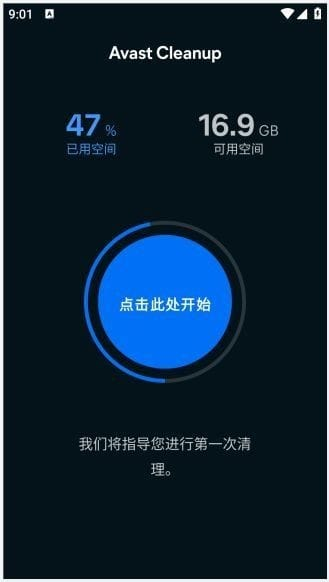 9:01
Avast Cleanup
47 %
16.9 GB
已用空间
可用空间
点击此处开始
我们将指导您进行第一次清
理。